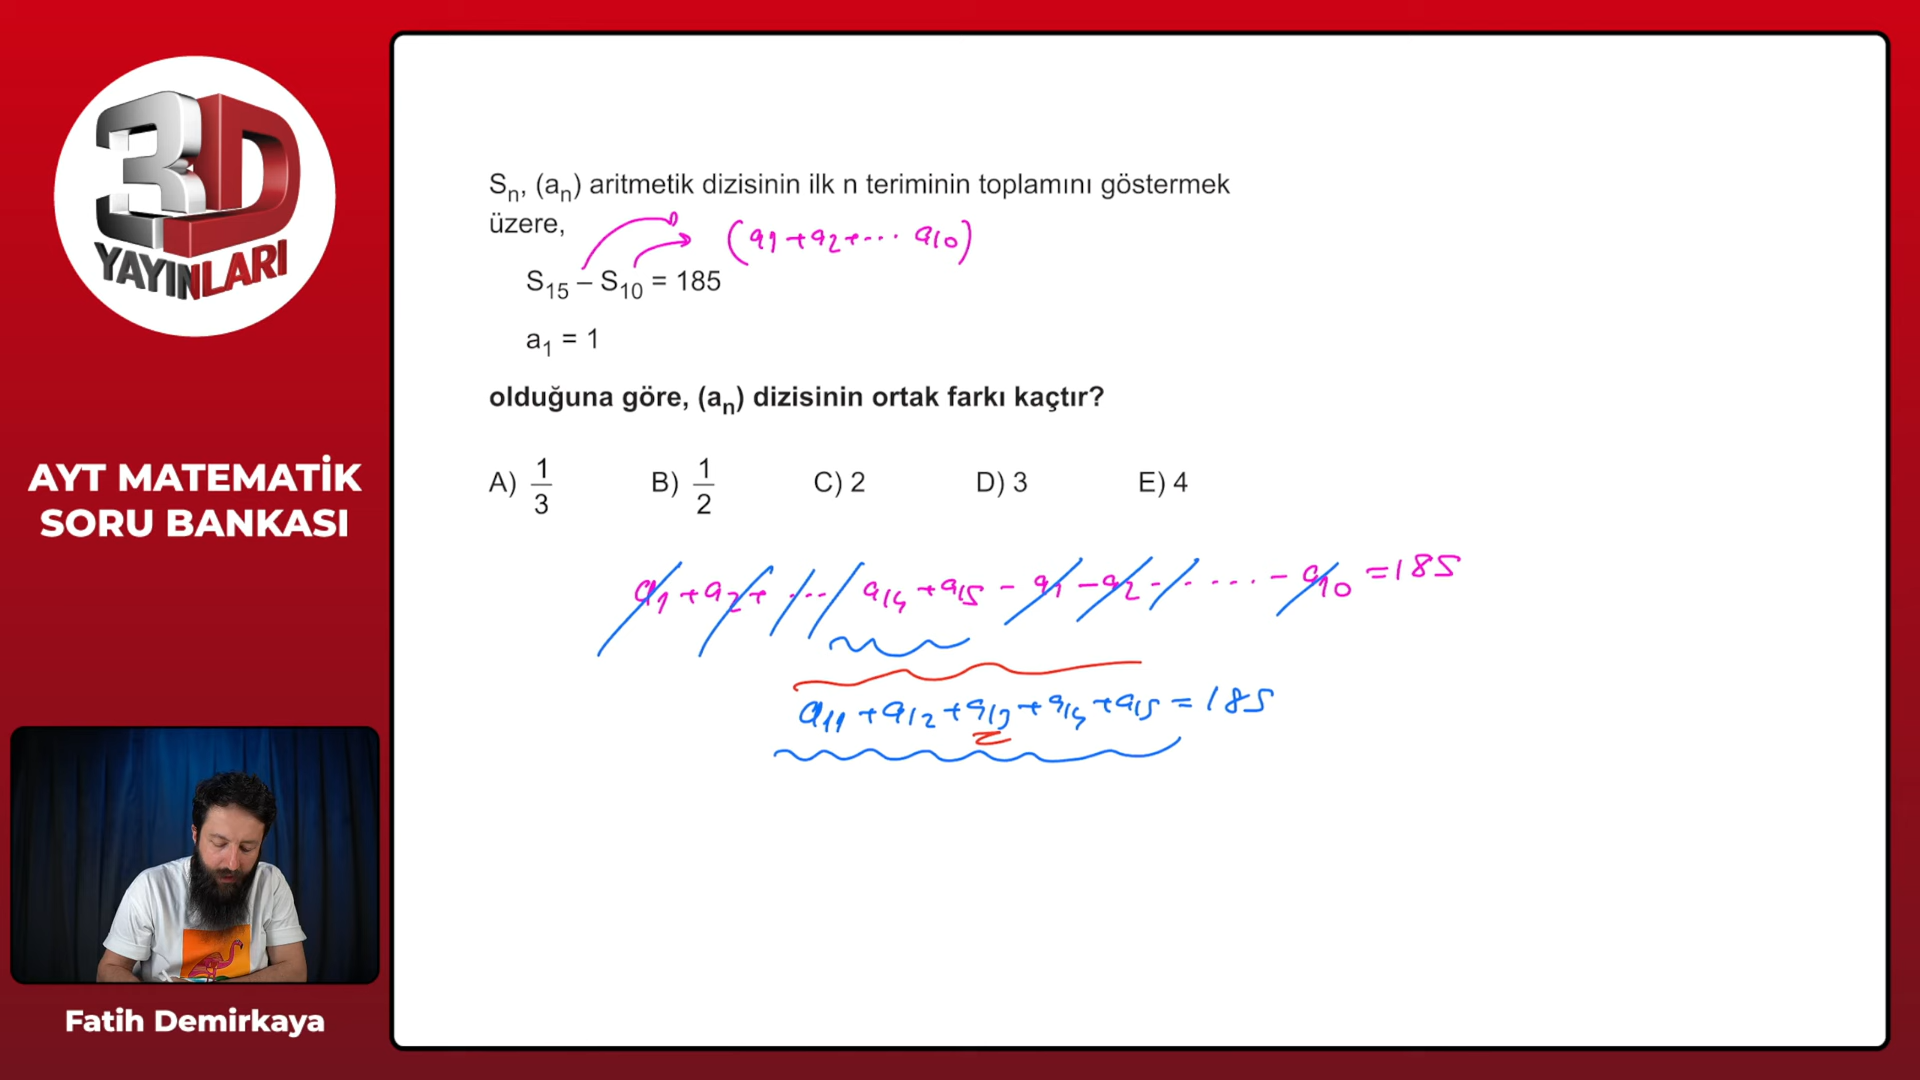 3D
YAYINLARI
AYT MATEMATİK
SORU BANKASI
Fatih Demirkaya
Sn, (an) aritmetik dizisinin ilk n teriminin toplamını göstermek
üzere,
(a1 + a2 + ... a10)
S15 – S10 = 185
a1 = 1
olduğuna göre, (an) dizisinin ortak farkı kaçtır?
A) 1/3 B) 1/2 C) 2 D) 3 E) 4
a1 + a2 + ... a14 + a15 - a1 - a2 - ..... - a10 = 185
a11 + a12 + a13 + a14 + a15 = 185